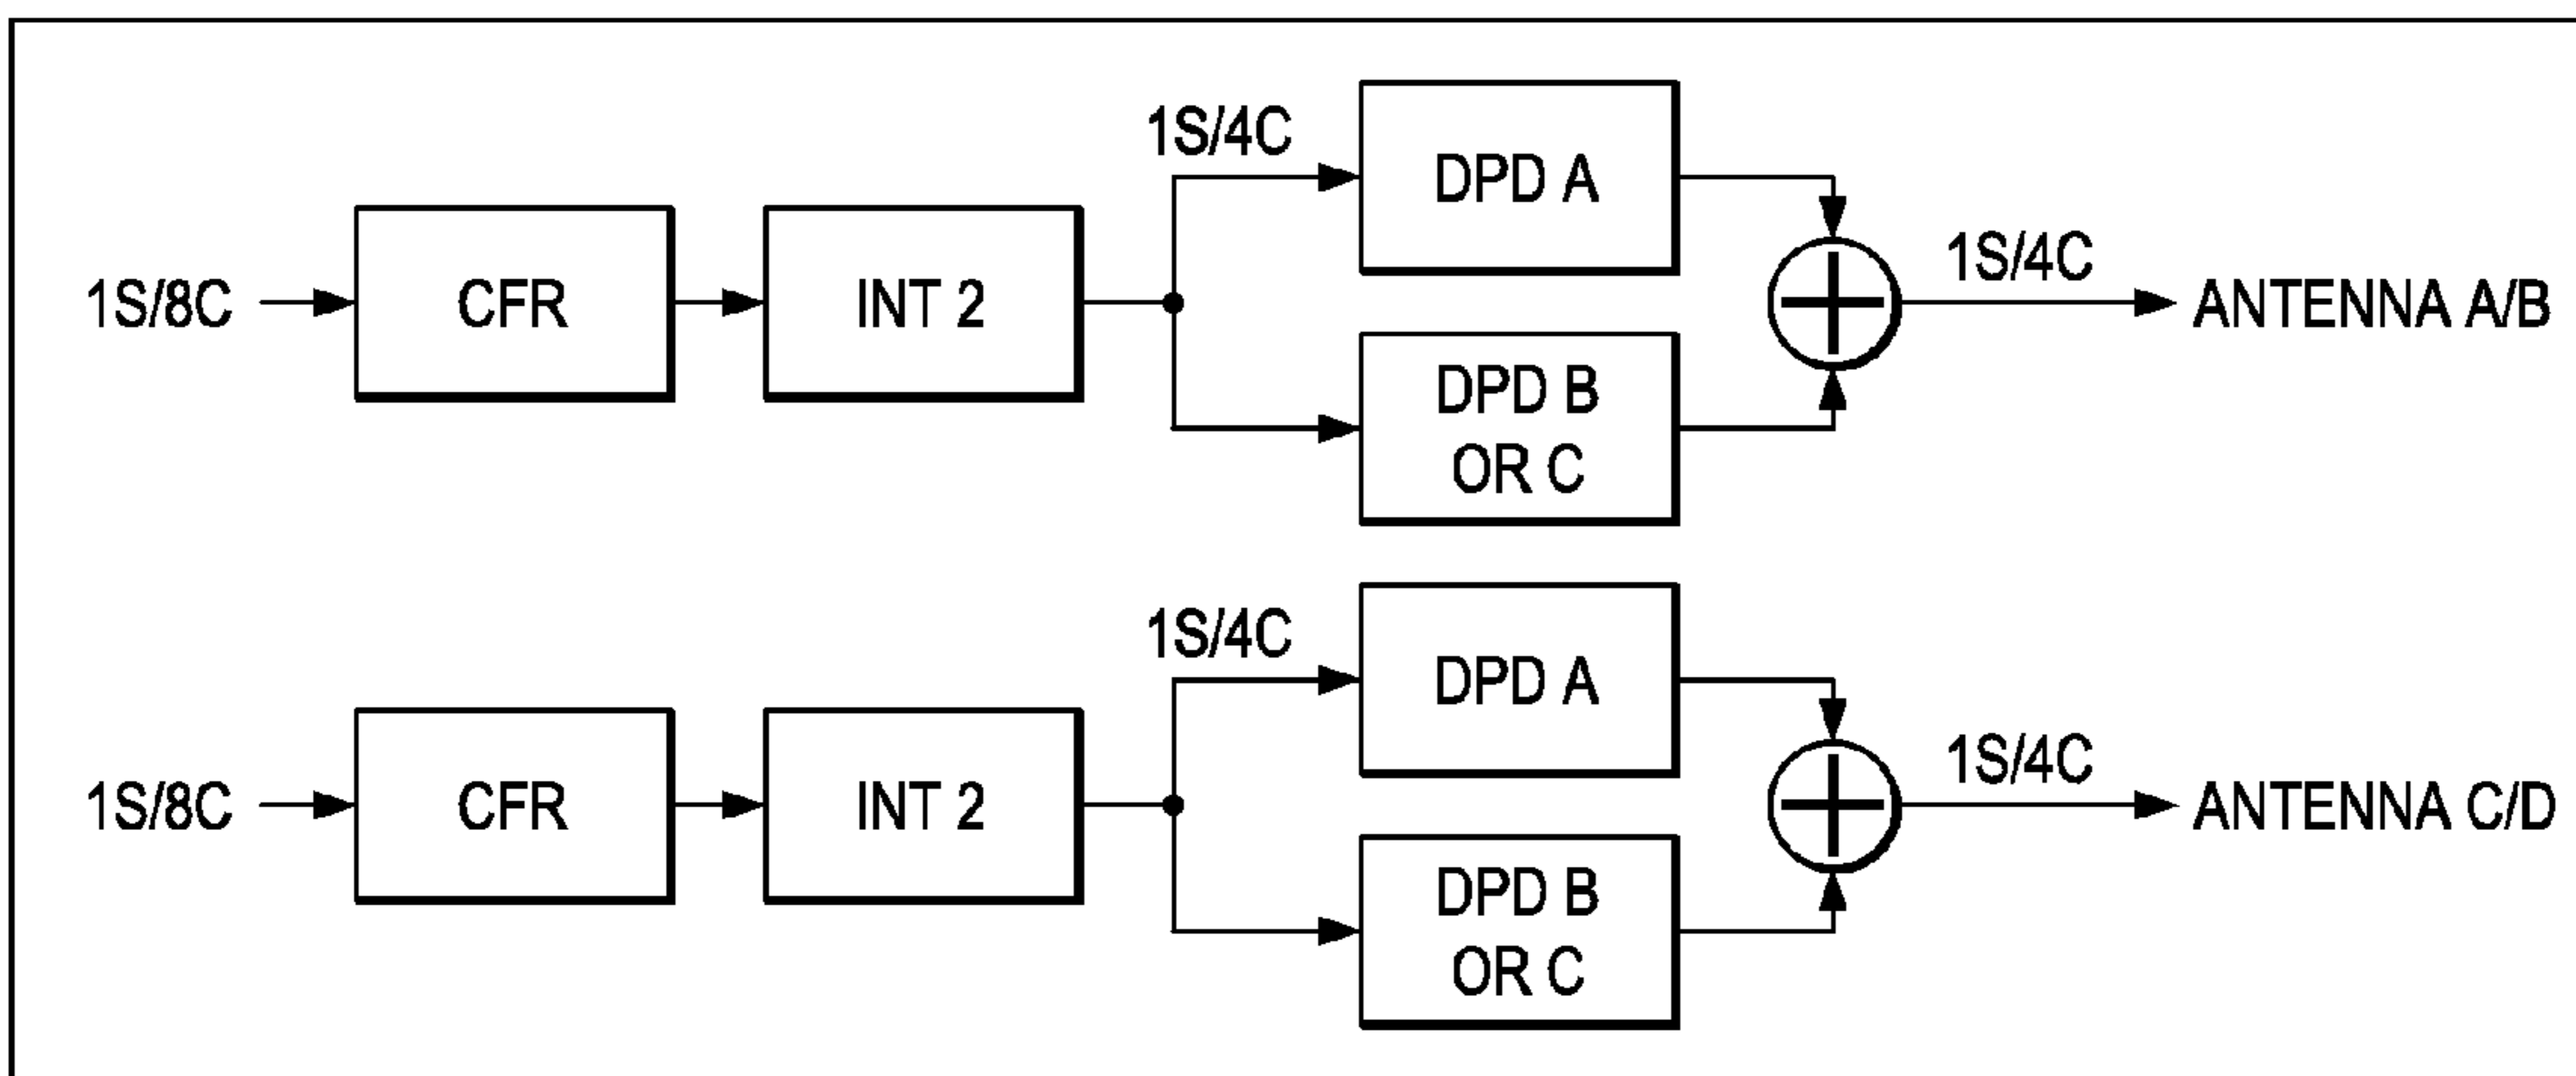 1S/8C
CFR
INT 2
1S/4C
DPD A
DPD B
OR C
1S/4C
ANTENNA A/B
1S/8C
CFR
INT 2
1S/4C
DPD A
DPD B
OR C
1S/4C
ANTENNA C/D